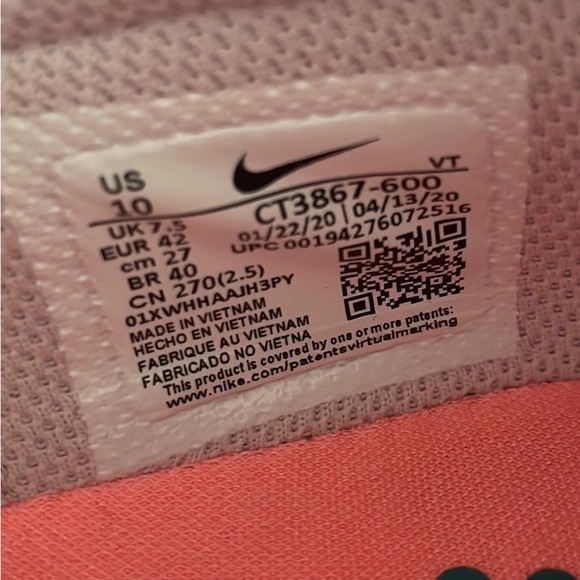 US
10
VT
UK 7.5
EUR 42
cm 27
BR 40
CN 270(2.5)
CT3867-600
01/22/20 | 04/13/20
UPC 00194276072516
01XWHHAAJH3PY
MADE IN VIETNAM
HECHO EN VIETNAM
FABRIQUE AU VIETNAM
FABRICADO NO VIETNA
This product is covered by one or more patents:
www.nike.com/patentsvirtualmarking